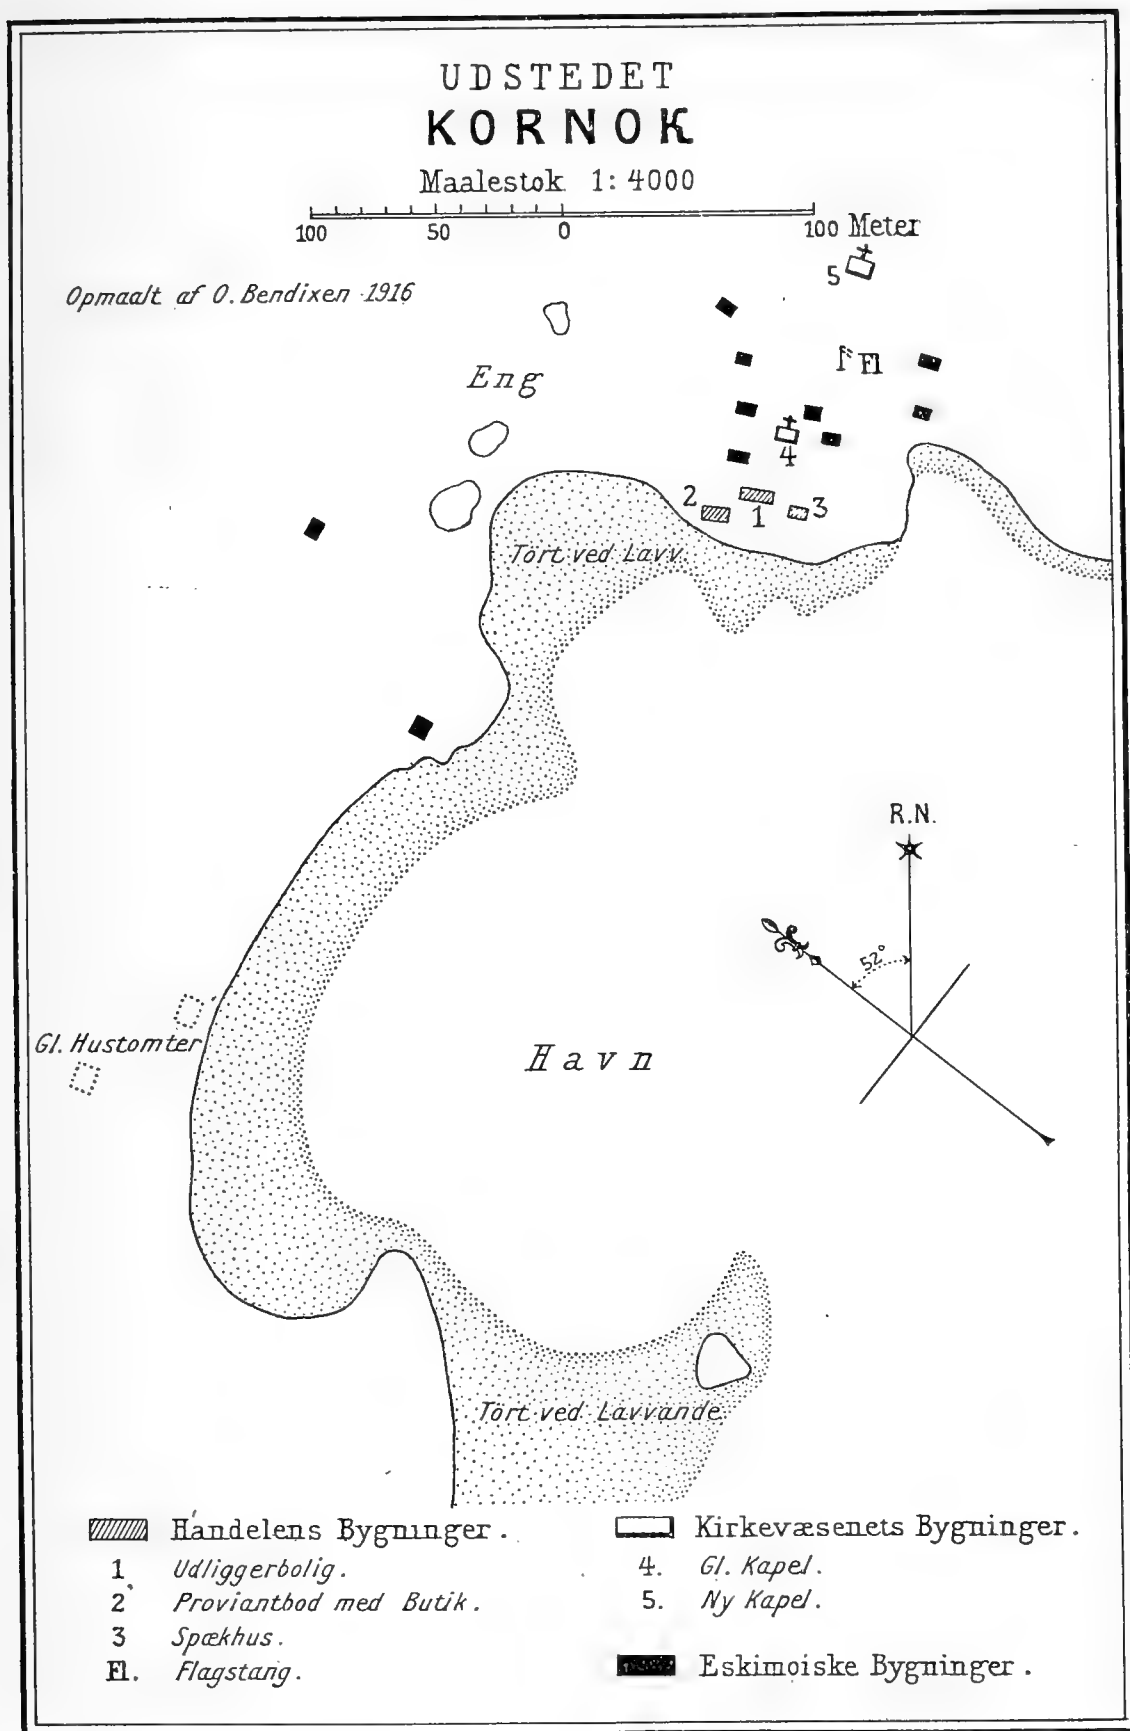 UDSTEDET
KORNOK
Maalestok 1:4000
100 50 0 100 Meter
5
Opmaalt af O. Bendixen 1916
Eng
Fl
4
2 1 3
Tört ved Lavv.
R.N.
52°
Gl. Hustomter
Havn
Tört ved Lavvande
Handelens Bygninger.
1 Udliggerbolig.
2 Proviantbod med Butik.
3 Spækhus.
Fl. Flagstang.
Kirkevæsenets Bygninger.
4. Gl. Kapel.
5. Ny Kapel.
Eskimoiske Bygninger.